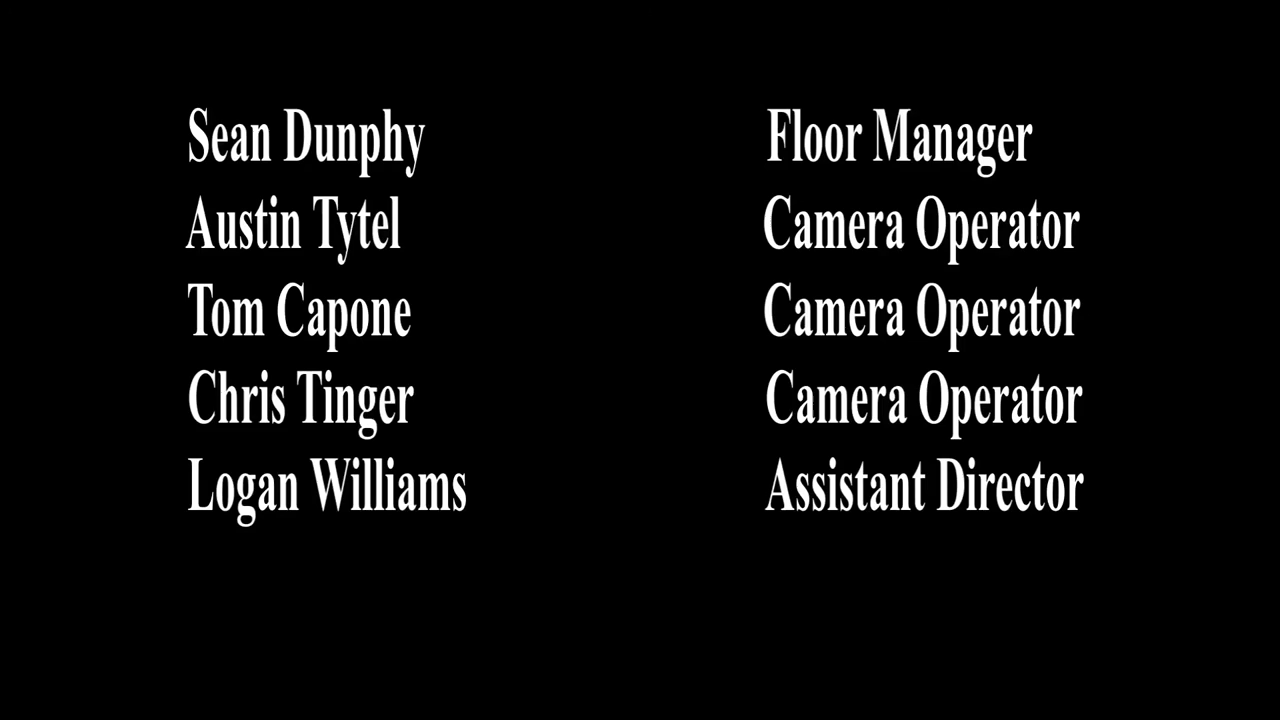 Sean Dunphy Floor Manager
Austin Tytel Camera Operator
Tom Capone Camera Operator
Chris Tinger Camera Operator
Logan Williams Assistant Director